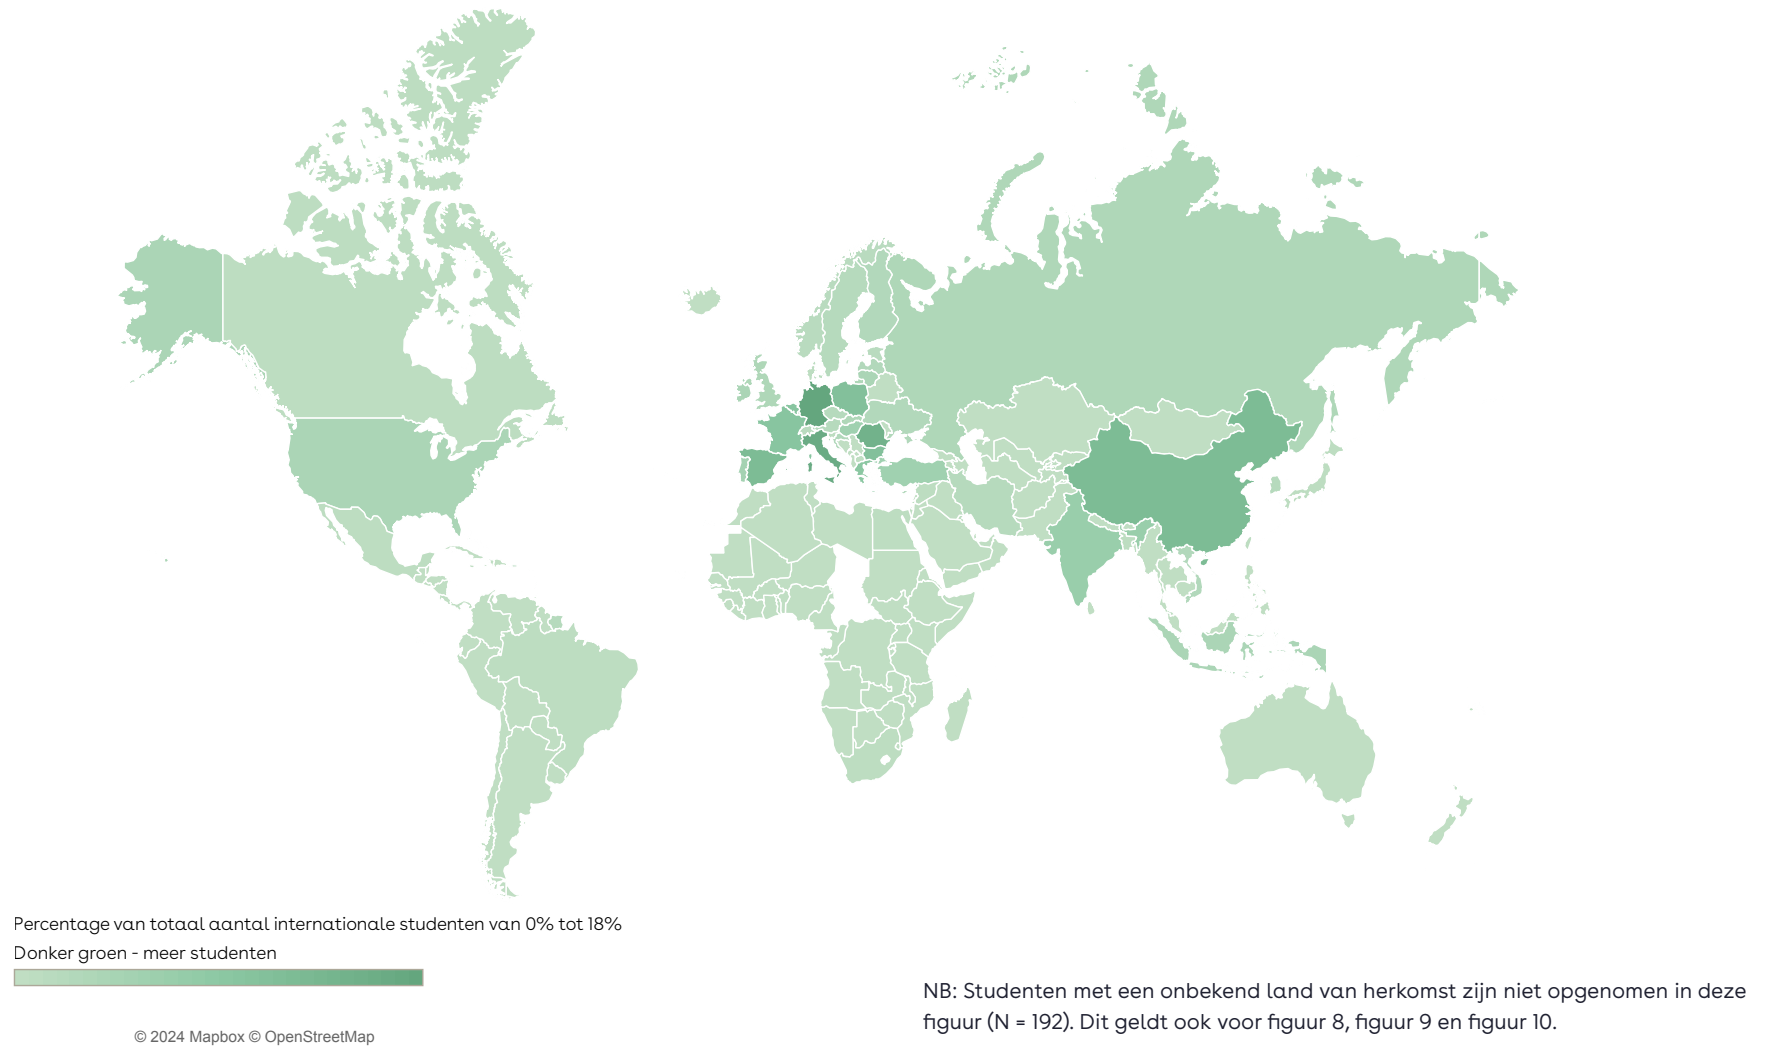 Percentage van totaal aantal internationale studenten van 0% tot 18%
Donker groen - meer studenten
NB: Studenten met een onbekend land van herkomst zijn niet opgenomen in deze
figuur (N = 192). Dit geldt ook voor figuur 8, figuur 9 en figuur 10.
© 2024 Mapbox © OpenStreetMap